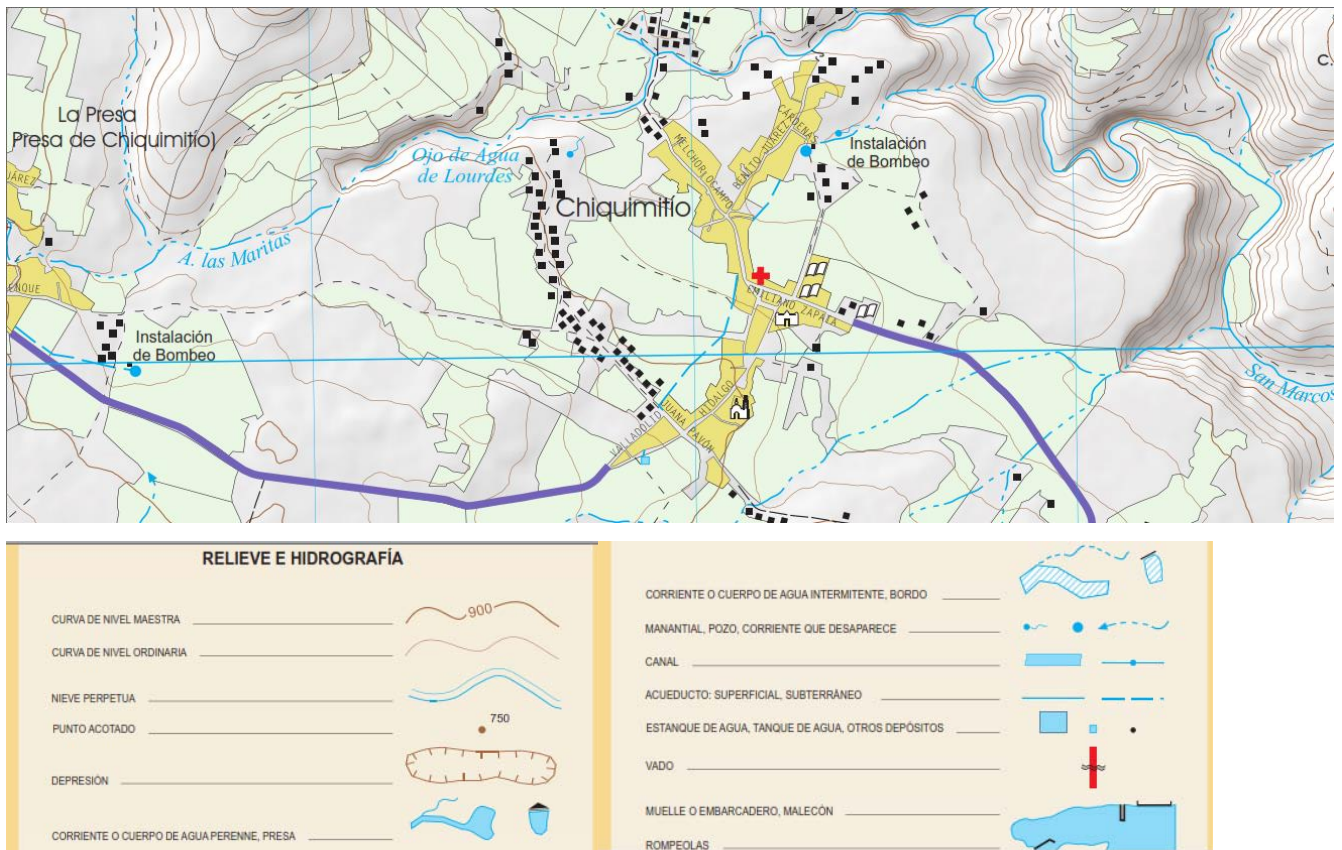 La Presa
Presa de Chiquimitío)
Ojo de Agua
de Lourdes
Chiquimitío
A. las Maritas
MELCHOR OCAMPO
BENITO JUÁREZ
CÁRDENAS
Instalación
de Bombeo
C.
EMILIANO ZAPATA
Instalación
de Bombeo
HIDALGO
JUANA PAVÓN
VALLADOLID
San Marcos
RELIEVE E HIDROGRAFÍA
CURVA DE NIVEL MAESTRA
900
CURVA DE NIVEL ORDINARIA
NIEVE PERPETUA
PUNTO ACOTADO
750
DEPRESIÓN
CORRIENTE O CUERPO DE AGUA PERENNE, PRESA
CORRIENTE O CUERPO DE AGUA INTERMITENTE, BORDO
MANANTIAL, POZO, CORRIENTE QUE DESAPARECE
CANAL
ACUEDUCTO: SUPERFICIAL, SUBTERRÁNEO
ESTANQUE DE AGUA, TANQUE DE AGUA, OTROS DEPÓSITOS
VADO
MUELLE O EMBARCADERO, MALECÓN
ROMPEOLAS